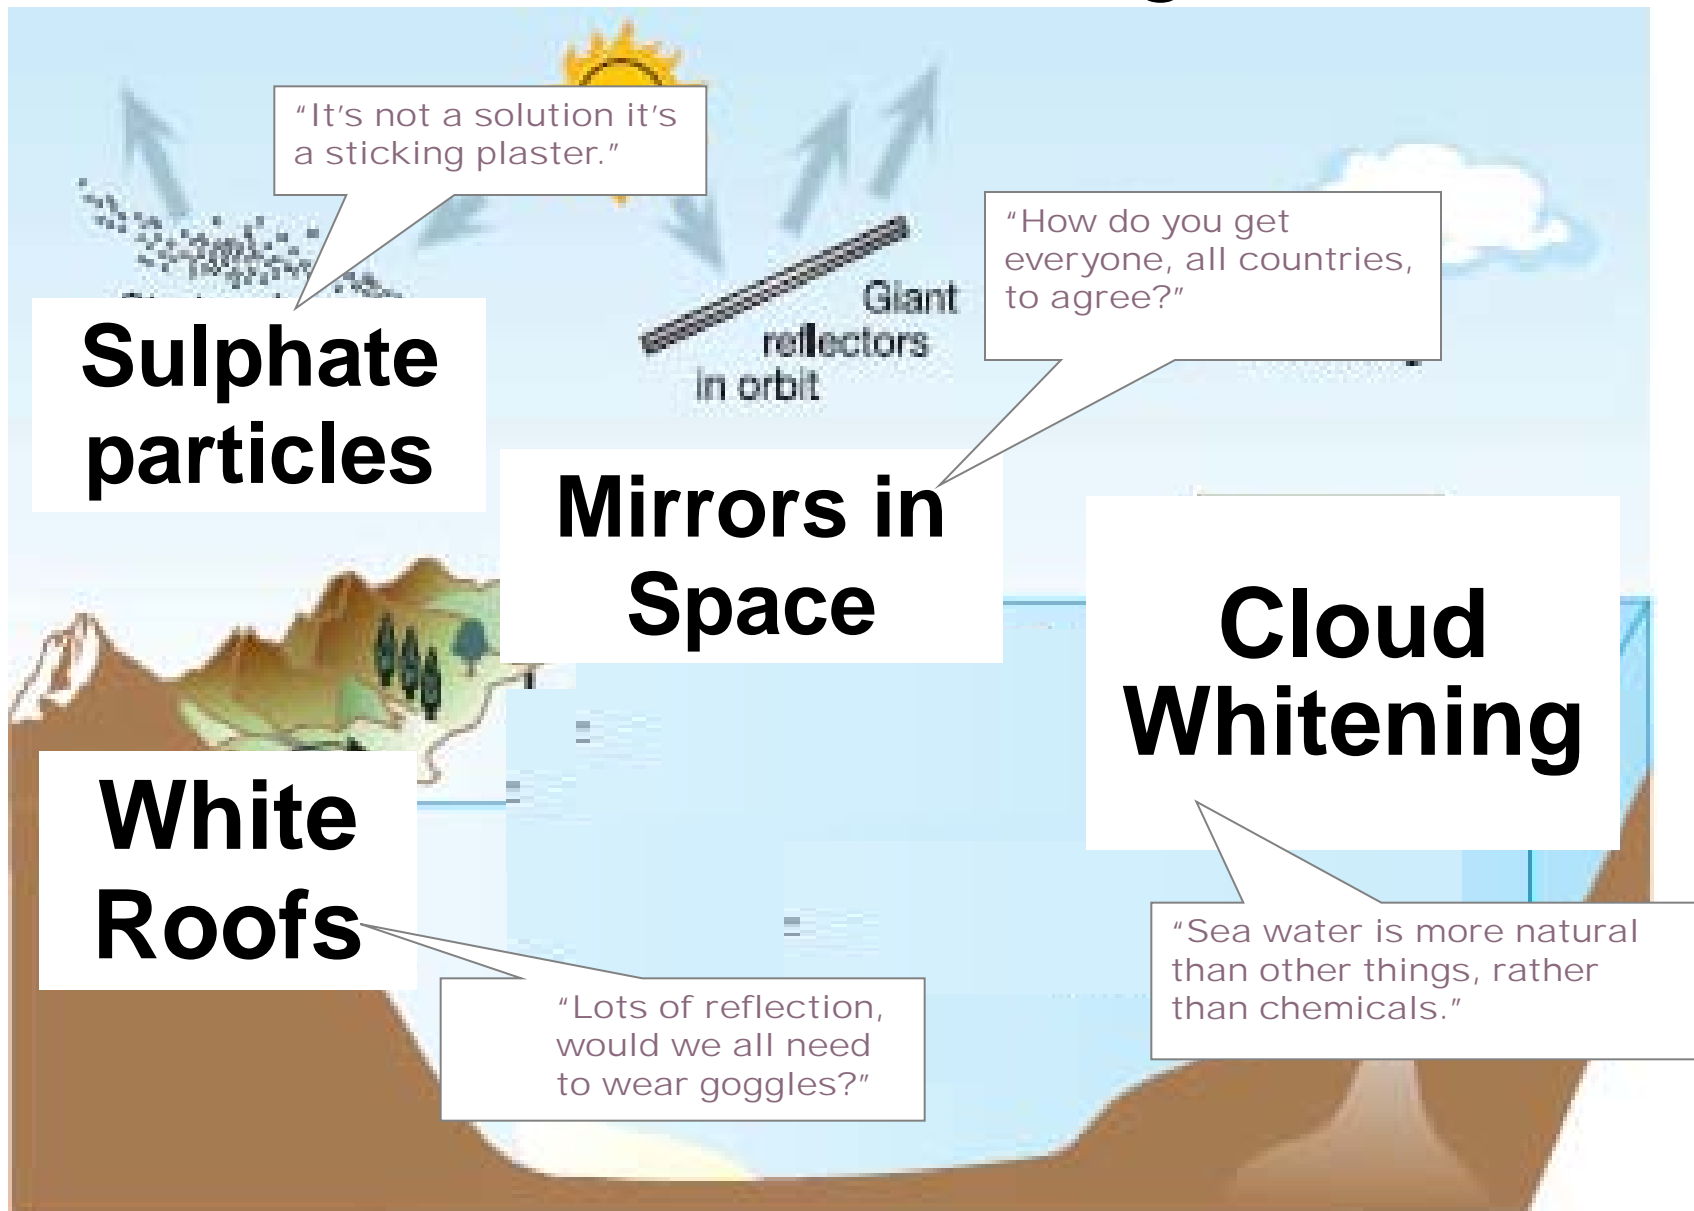 "It's not a solution it's
a sticking plaster."
"How do you get
everyone, all countries,
to agree?"
Giant
reflectors
in orbit
Sulphate
particles
Mirrors in
Space
Cloud
Whitening
White
Roofs
"Sea water is more natural
than other things, rather
than chemicals."
"Lots of reflection,
would we all need
to wear goggles?"